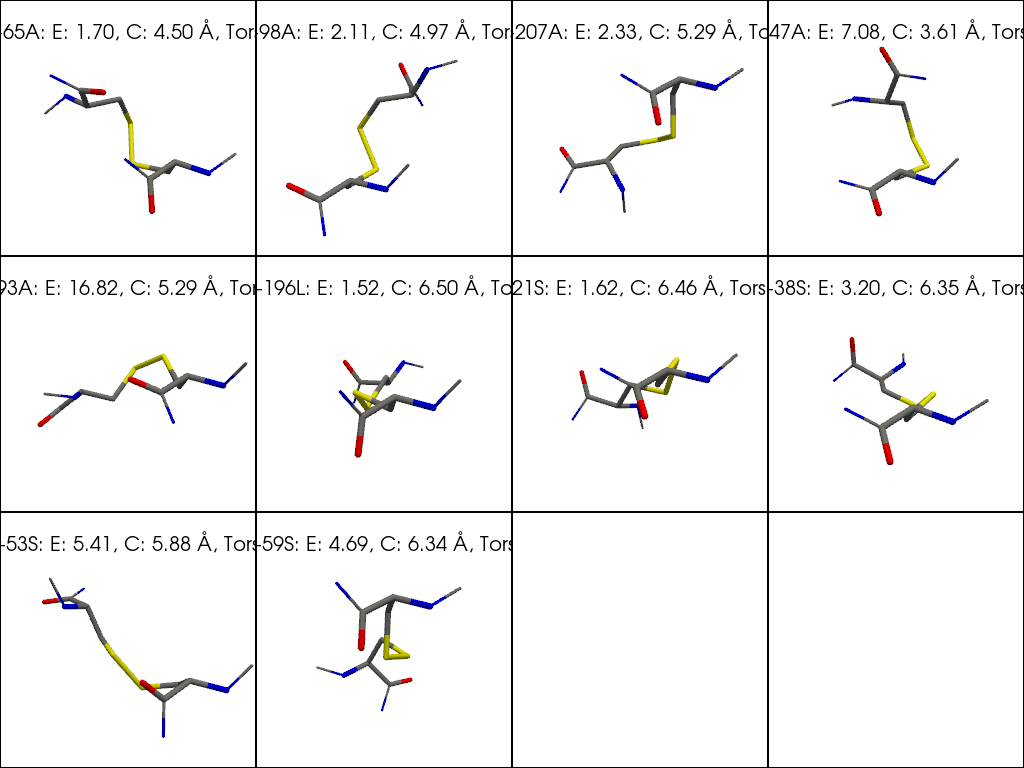 -65A: E: 1.70, C: 4.50 Å, Tor
-98A: E: 2.11, C: 4.97 Å, Tor
-207A: E: 2.33, C: 5.29 Å, To
47A: E: 7.08, C: 3.61 Å, Tors
93A: E: 16.82, C: 5.29 Å, Tor
-196L: E: 1.52, C: 6.50 Å, To
21S: E: 1.62, C: 6.46 Å, Tors
-38S: E: 3.20, C: 6.35 Å, Tors
-53S: E: 5.41, C: 5.88 Å, Tors
-59S: E: 4.69, C: 6.34 Å, Tors